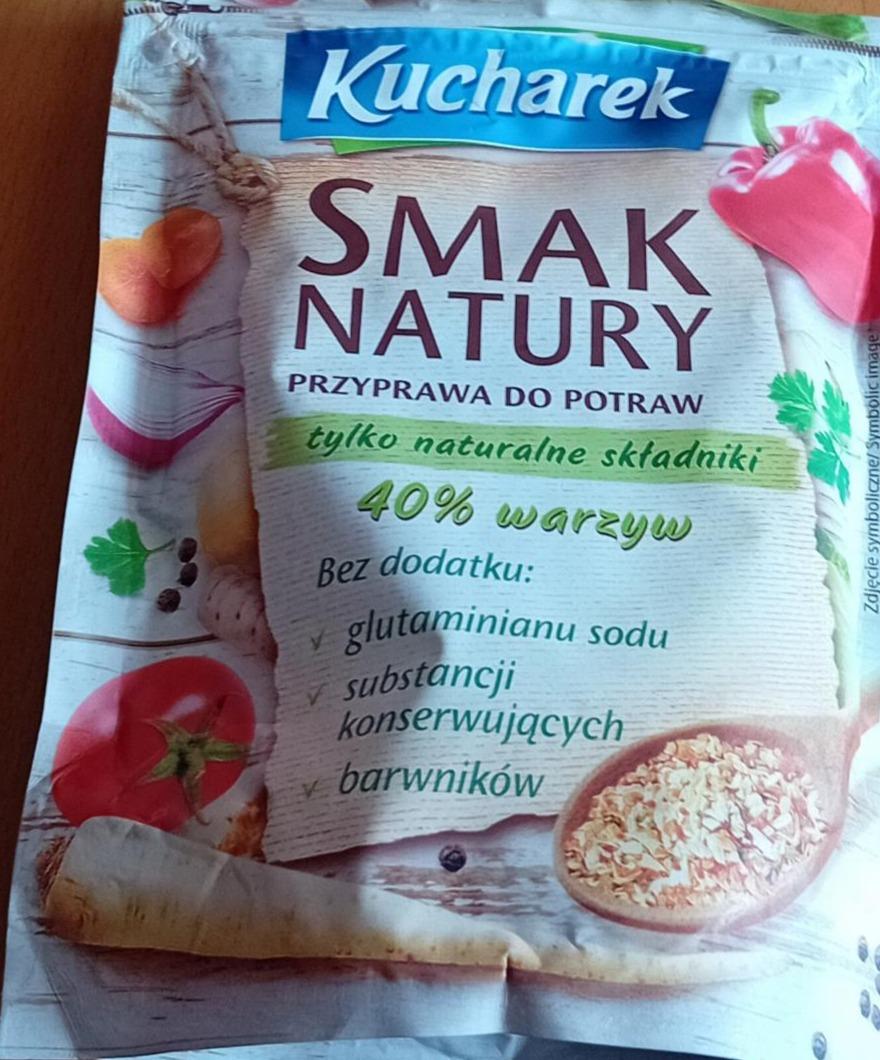 Kucharek
SMAK
NATURY
PRZYPRAWA DO POTRAW
tylko naturalne składniki
40% warzyw
Bez dodatku:
glutaminianu sodu
substancji
konserwujących
barwników
Zdjęcie symboliczne/ Symbolic image